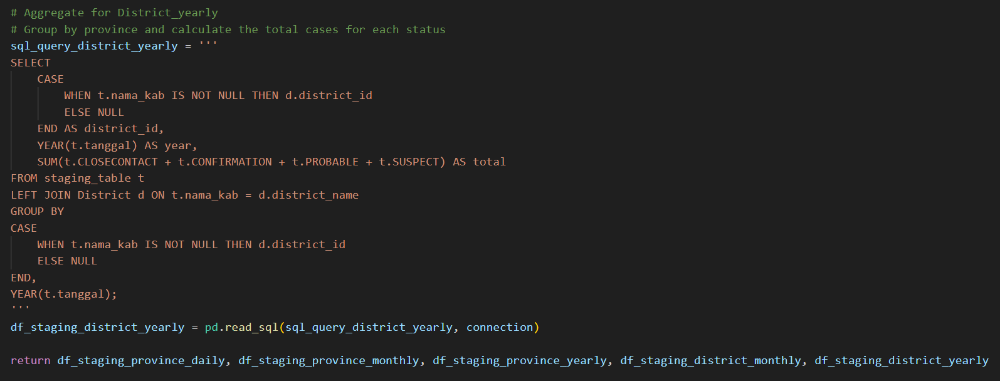 # Aggregate for District_yearly
# Group by province and calculate the total cases for each status
sql_query_district_yearly = '''
SELECT
    CASE
        WHEN t.nama_kab IS NOT NULL THEN d.district_id
        ELSE NULL
    END AS district_id,
    YEAR(t.tanggal) AS year,
    SUM(t.CLOSECONTACT + t.CONFIRMATION + t.PROBABLE + t.SUSPECT) AS total
FROM staging_table t
LEFT JOIN District d ON t.nama_kab = d.district_name
GROUP BY
CASE
    WHEN t.nama_kab IS NOT NULL THEN d.district_id
    ELSE NULL
END,
YEAR(t.tanggal);
'''
df_staging_district_yearly = pd.read_sql(sql_query_district_yearly, connection)
return df_staging_province_daily, df_staging_province_monthly, df_staging_province_yearly, df_staging_district_monthly, df_staging_district_yearly